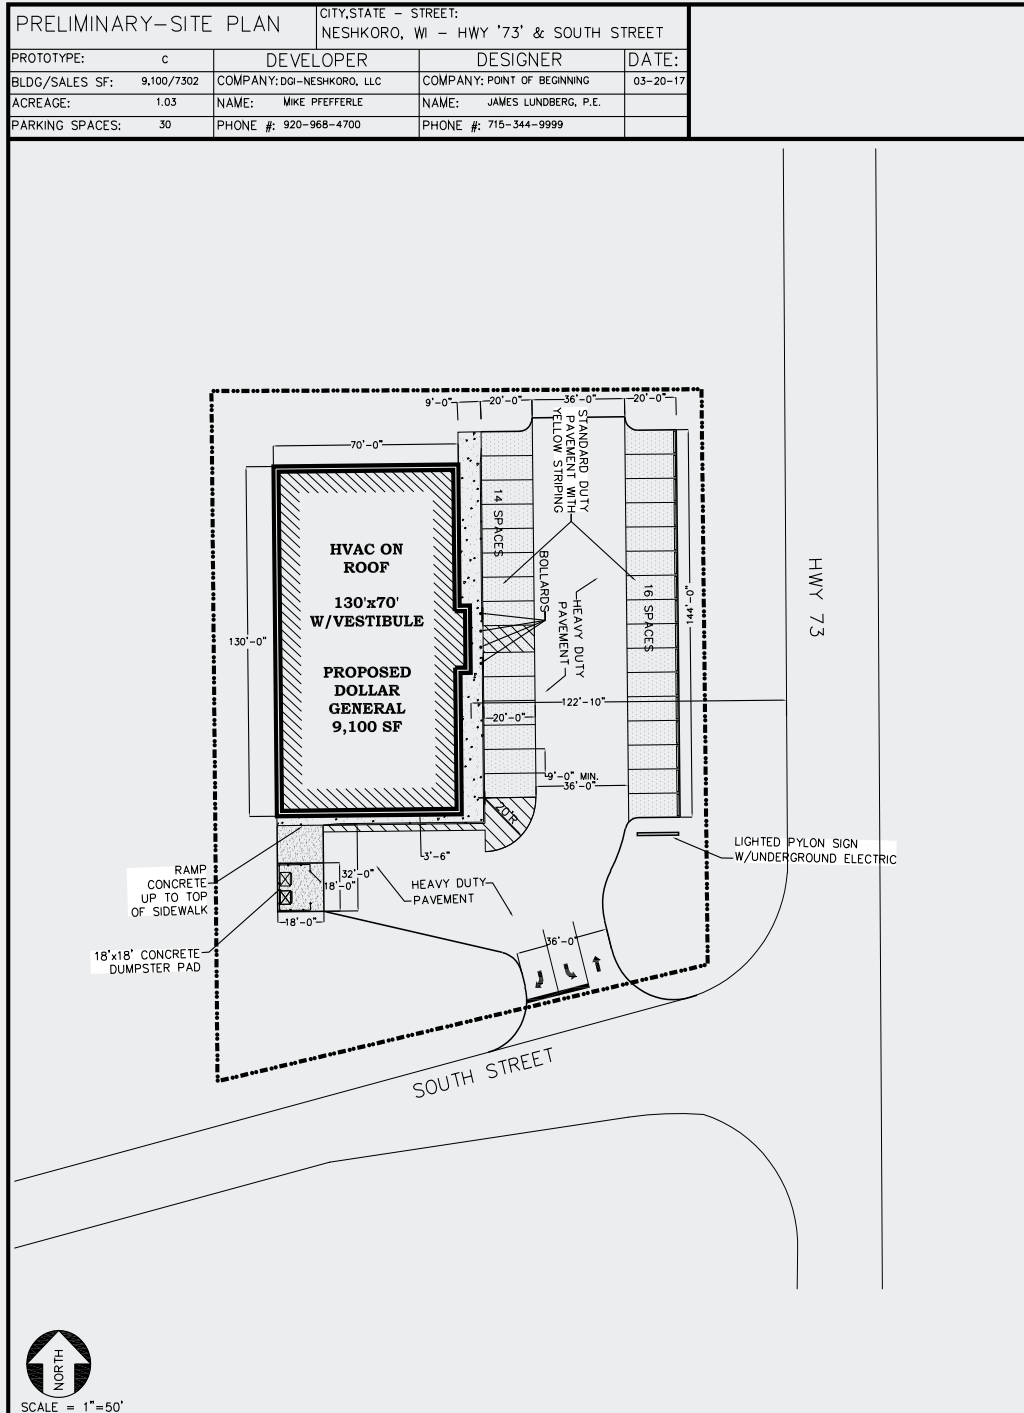 PRELIMINARY-SITE PLAN
CITY,STATE - STREET:
NESHKORO, WI - HWY '73' & SOUTH STREET
PROTOTYPE: C
DEVELOPER
DESIGNER
DATE:
BLDG/SALES SF: 9,100/7302
COMPANY: DGI-NESHKORO, LLC
COMPANY: POINT OF BEGINNING
03-20-17
ACREAGE: 1.03
NAME: MIKE PFEFFERLE
NAME: JAMES LUNDBERG, P.E.
PARKING SPACES: 30
PHONE #: 920-968-4700
PHONE #: 715-344-9999
9'-0"
20'-0"
36'-0"
20'-0"
70'-0"
STANDARD DUTY
PAVEMENT WITH
YELLOW STRIPING
14 SPACES
BOLLARDS
HEAVY DUTY
PAVEMENT
16 SPACES
144'-0"
HWY 73
130'-0"
HVAC ON
ROOF
130'x70'
W/VESTIBULE
PROPOSED
DOLLAR
GENERAL
9,100 SF
122'-10"
20'-0"
9'-0" MIN.
36'-0"
20'R
3'-6"
LIGHTED PYLON SIGN
W/UNDERGROUND ELECTRIC
RAMP
CONCRETE
UP TO TOP
OF SIDEWALK
32'-0"
18'-0"
HEAVY DUTY
PAVEMENT
18'-0"
36'-0"
18'x18' CONCRETE
DUMPSTER PAD
SOUTH STREET
NORTH
SCALE = 1"=50'